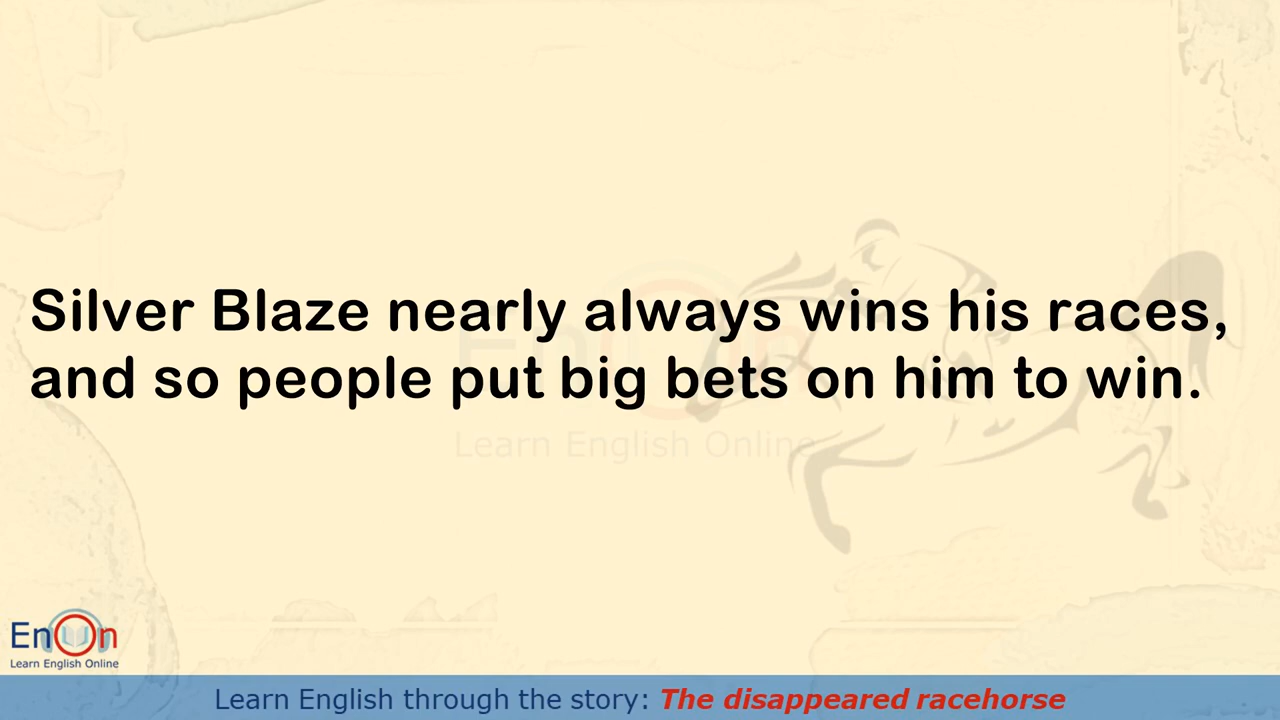 Silver Blaze nearly always wins his races,
and so people put big bets on him to win.
EnOn
Learn English Online
EnOn
Learn English Online
Learn English through the story: The disappeared racehorse